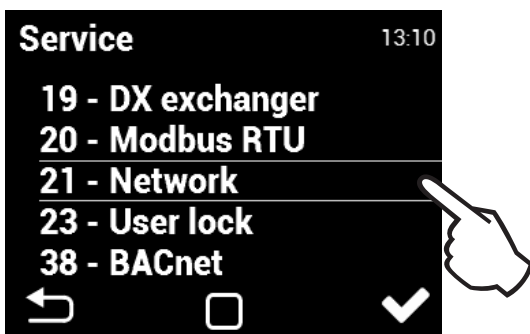 Service 13:10
19 - DX exchanger
20 - Modbus RTU
21 - Network
23 - User lock
38 - BACnet